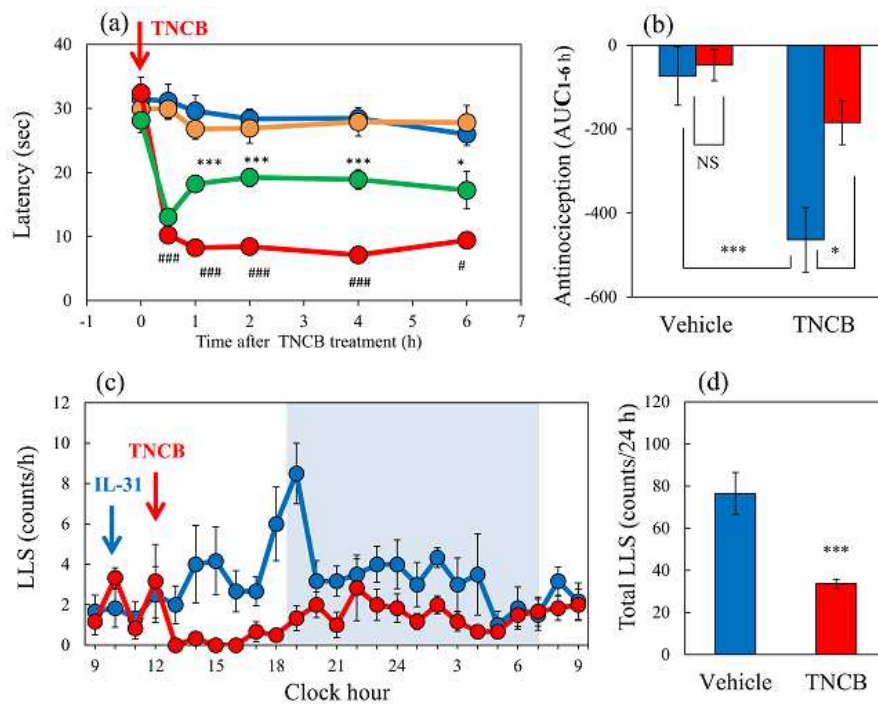 (a)
TNCB
40
30
20
10
0
Latency (sec)
*** *** *** *
### ### ### ### #
-1 0 1 2 3 4 5 6 7
Time after TNCB treatment (h)
(b)
0
-200
-400
-600
Antinociception (AUC1-6 h)
NS
*** *
Vehicle TNCB
(c)
12
10
8
6
4
2
0
LLS (counts/h)
IL-31
TNCB
9 12 15 18 21 24 3 6 9
Clock hour
(d)
120
100
80
60
40
20
0
Total LLS (counts/24 h)
***
Vehicle TNCB